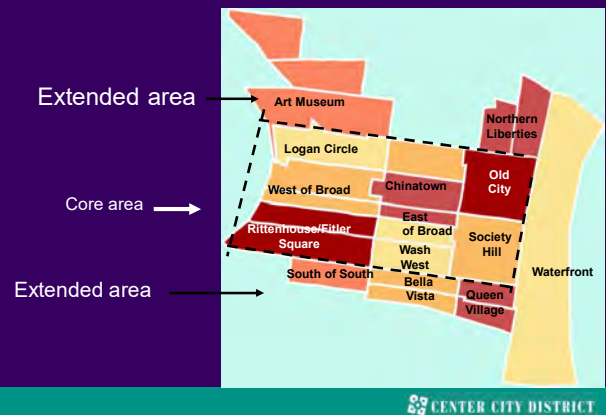 Extended area
Art Museum
Northern
Liberties
Logan Circle
Old
City
West of Broad
Chinatown
Core area
East
of Broad
Rittenhouse/Fitler
Square
Society
Hill
Wash
West
Waterfront
South of South
Bella
Vista
Extended area
Queen
Village
CENTER CITY DISTRICT